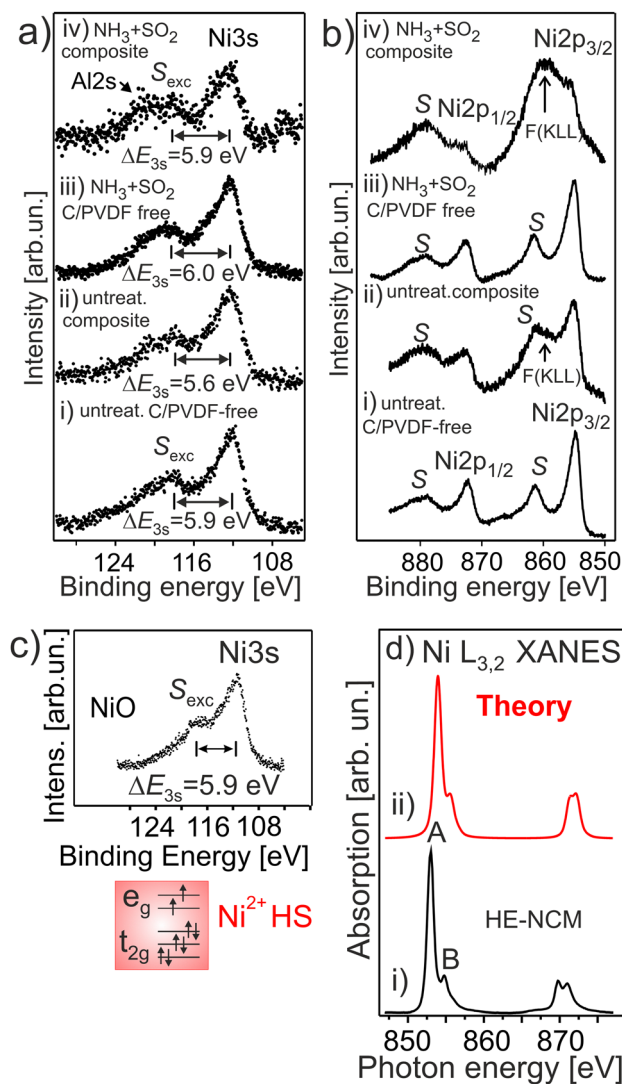 a)
iv) NH3+SO2
composite
Ni3s
Al2s
Sexc
ΔE3s=5.9 eV
iii) NH3+SO2
C/PVDF free
ΔE3s=6.0 eV
ii) untreat.
composite
ΔE3s=5.6 eV
i) untreat. C/PVDF-free
Sexc
ΔE3s=5.9 eV
Intensity [arb.un.]
124 116 108
Binding energy [eV]
b)
iv) NH3+SO2
composite
Ni2p3/2
S
Ni2p1/2
F(KLL)
iii) NH3+SO2
C/PVDF free
S
S
ii) untreat.composite
S
S
F(KLL)
i) untreat.
C/PVDF-free
Ni2p3/2
Ni2p1/2
S
S
Intensity [arb.un.]
880 870 860 850
Binding energy [eV]
c)
Ni3s
Sexc
NiO
ΔE3s=5.9 eV
Intens. [arb.un.]
124 116 108
Binding Energy [eV]
eg
t2g
Ni2+ HS
d)
Ni L3,2 XANES
Theory
ii)
A
HE-NCM
B
i)
Absorption [arb. un.]
850 860 870
Photon energy [eV]